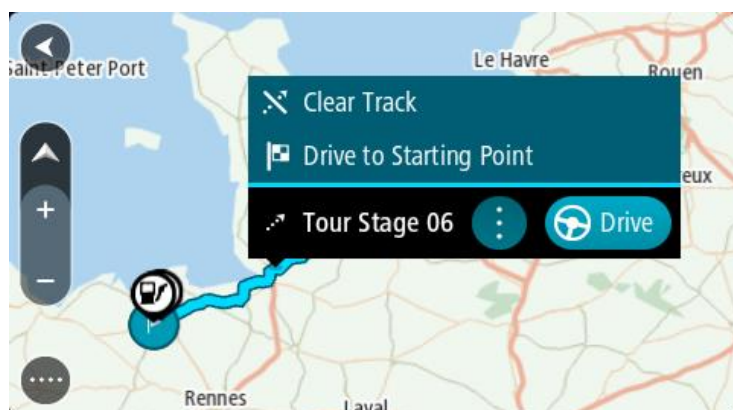 Saint Peter Port
Le Havre
Rouen
Clear Track
Drive to Starting Point
eux
Tour Stage 06
Drive
Rennes
Laval